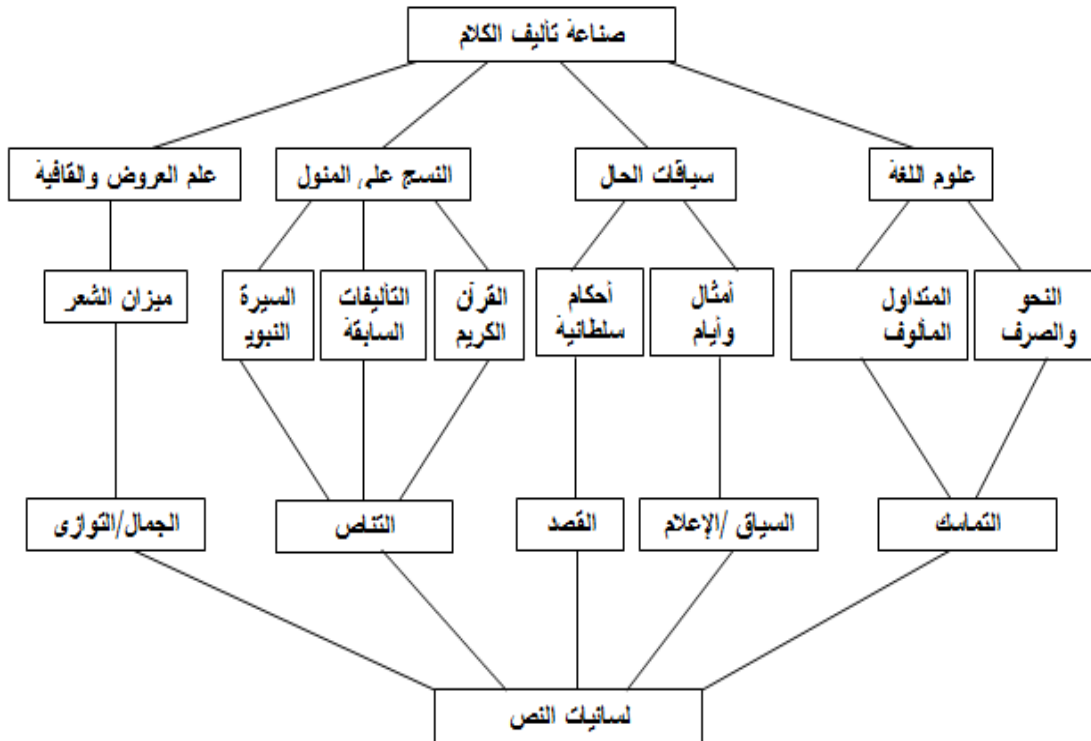 صناعة تأليف الكلام
علوم اللغة
سياقات الحال
النسج على المنول
علم العروض والقافية
النحو
والصرف
المتداول
المألوف
أمثال
وأيام
أحكام
سلطانية
القرآن
الكريم
التأليفات
السابقة
السيرة
النبوي
ميزان الشعر
التماسك
السياق /الإعلام
القصد
التناص
الجمال/التوازى
لسانيات النص